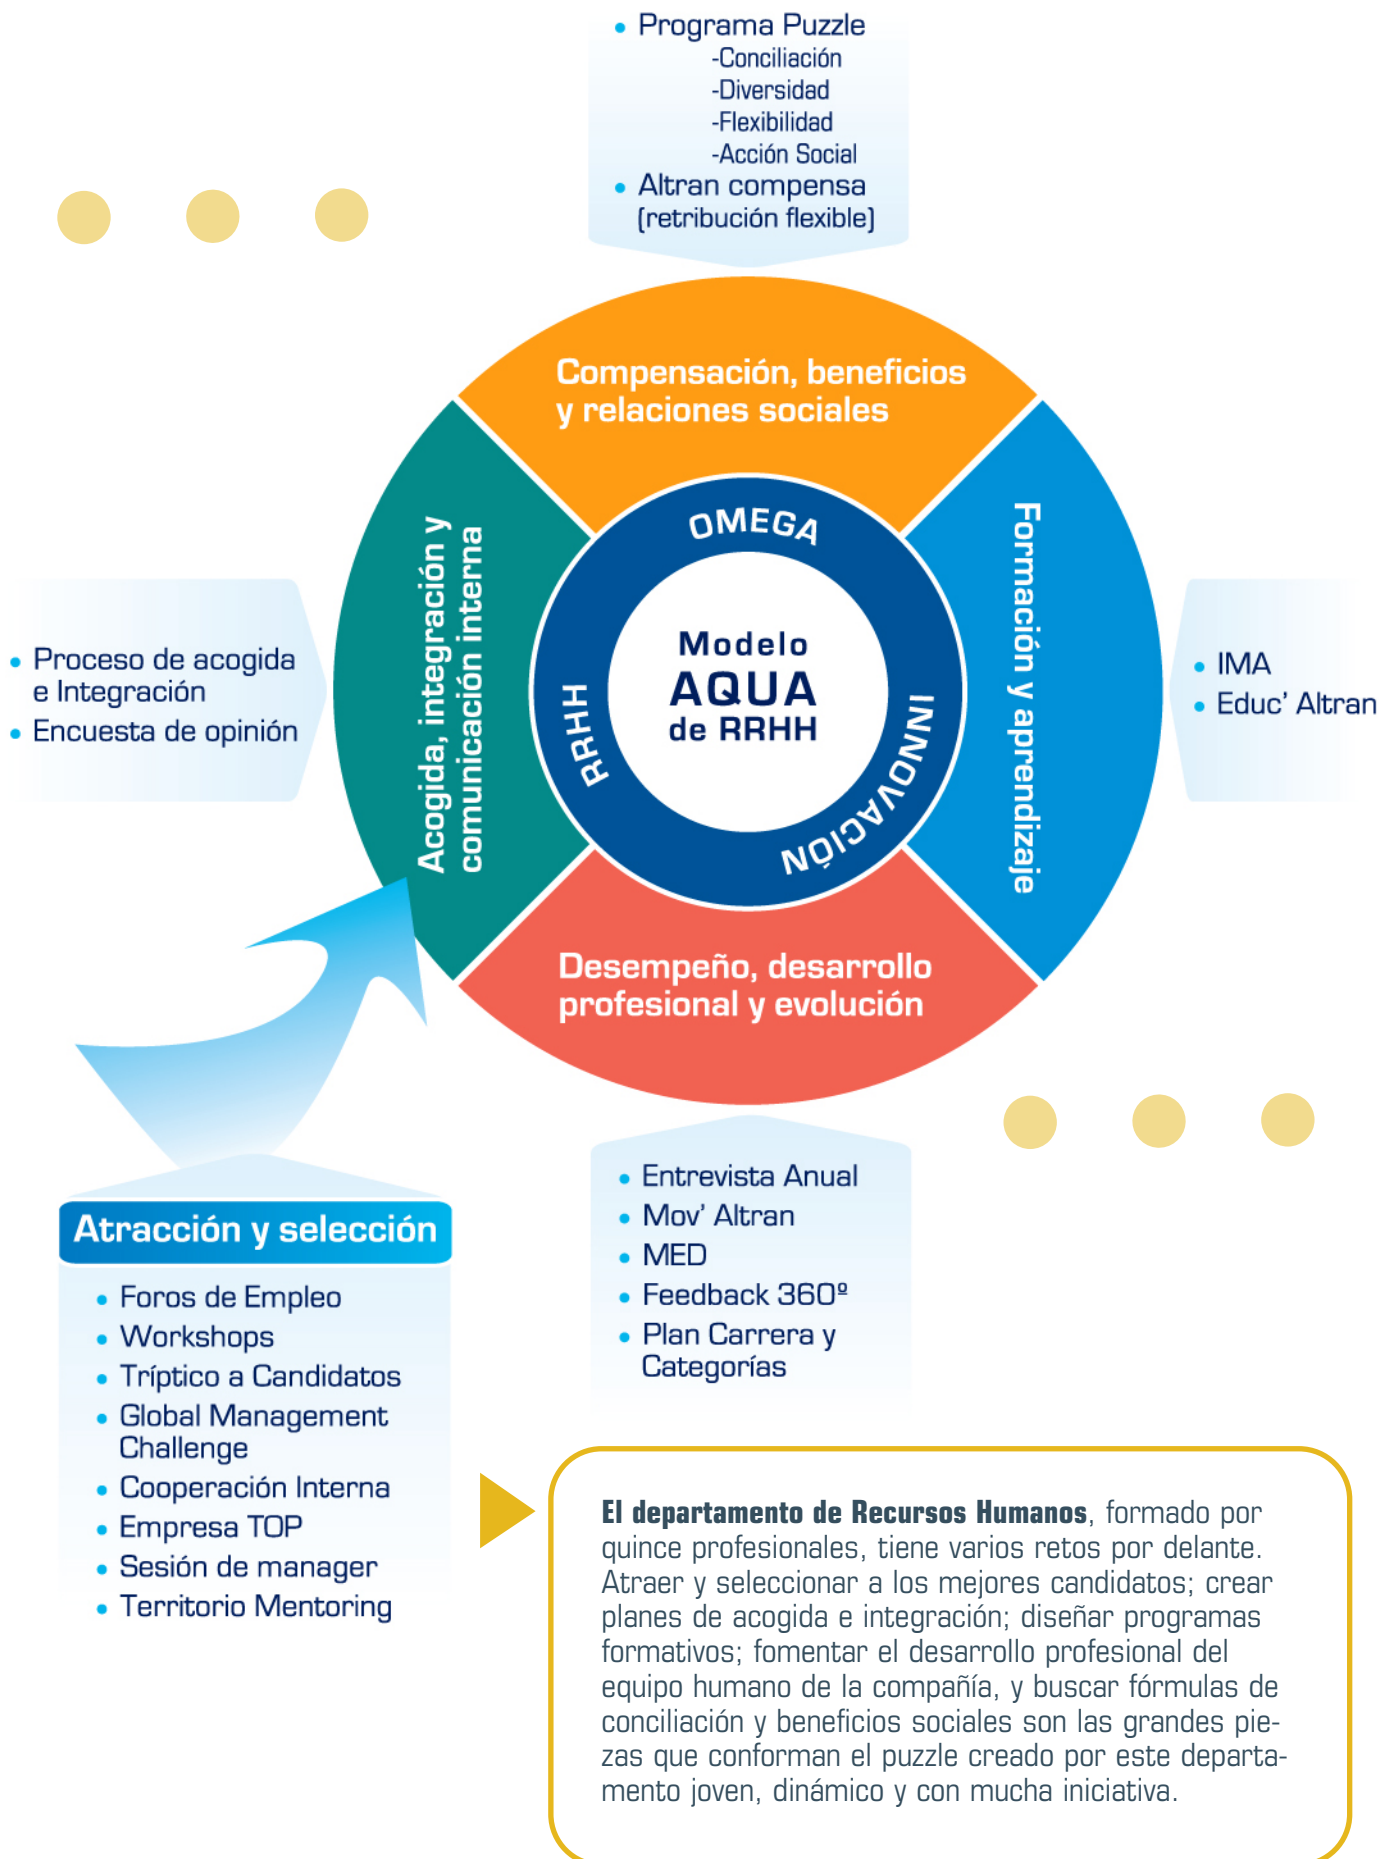 • Programa Puzzle
-Conciliación
-Diversidad
-Flexibilidad
-Acción Social
• Altran compensa
(retribución flexible)
Compensación, beneficios
y relaciones sociales
Acogida, integración y
comunicación interna
OMEGA
INNOVACIÓN
RRHH
Modelo
AQUA
de RRHH
Formación y aprendizaje
• Proceso de acogida
e Integración
• Encuesta de opinión
• IMA
• Educ' Altran
Desempeño, desarrollo
profesional y evolución
Atracción y selección
• Foros de Empleo
• Workshops
• Tríptico a Candidatos
• Global Management
Challenge
• Cooperación Interna
• Empresa TOP
• Sesión de manager
• Territorio Mentoring
• Entrevista Anual
• Mov' Altran
• MED
• Feedback 360º
• Plan Carrera y
Categorías
El departamento de Recursos Humanos, formado por
quince profesionales, tiene varios retos por delante.
Atraer y seleccionar a los mejores candidatos; crear
planes de acogida e integración; diseñar programas
formativos; fomentar el desarrollo profesional del
equipo humano de la compañía, y buscar fórmulas de
conciliación y beneficios sociales son las grandes pie-
zas que conforman el puzzle creado por este departa-
mento joven, dinámico y con mucha iniciativa.